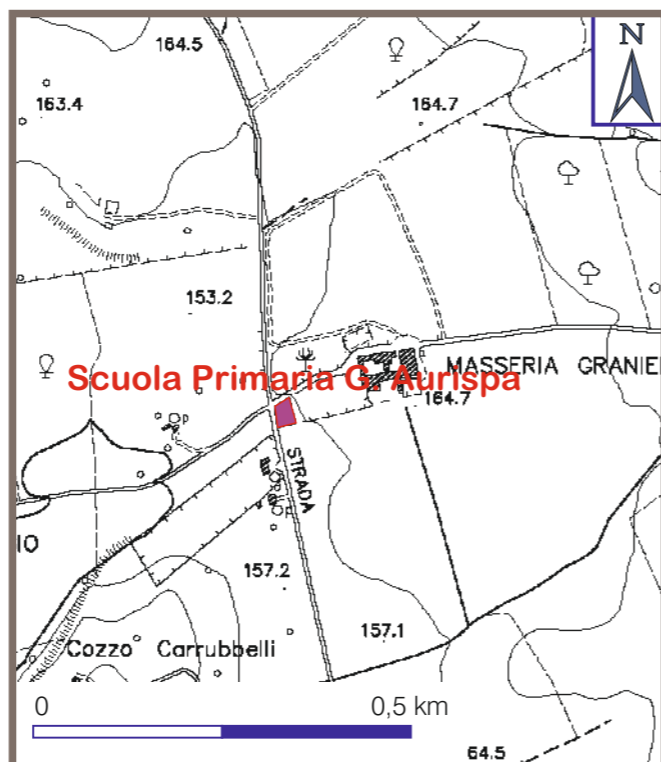 164.5
N
163.4
164.7
153.2
MASSERIA GRANIE
Scuola Primaria G. Aurispa
164.7
STRADA
IO
157.2
157.1
Cozzo Carrubbelli
0 0,5 km
64.5